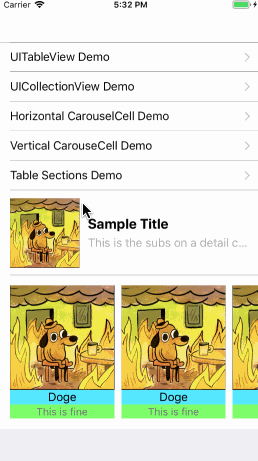 Carrier 5:32 PM
UITableView Demo
UICollectionView Demo
Horizontal CarouselCell Demo
Vertical CarouseCell Demo
Table Sections Demo
Sample Title
This is the subs on a detail c...
Doge Doge
This is fine This is fine